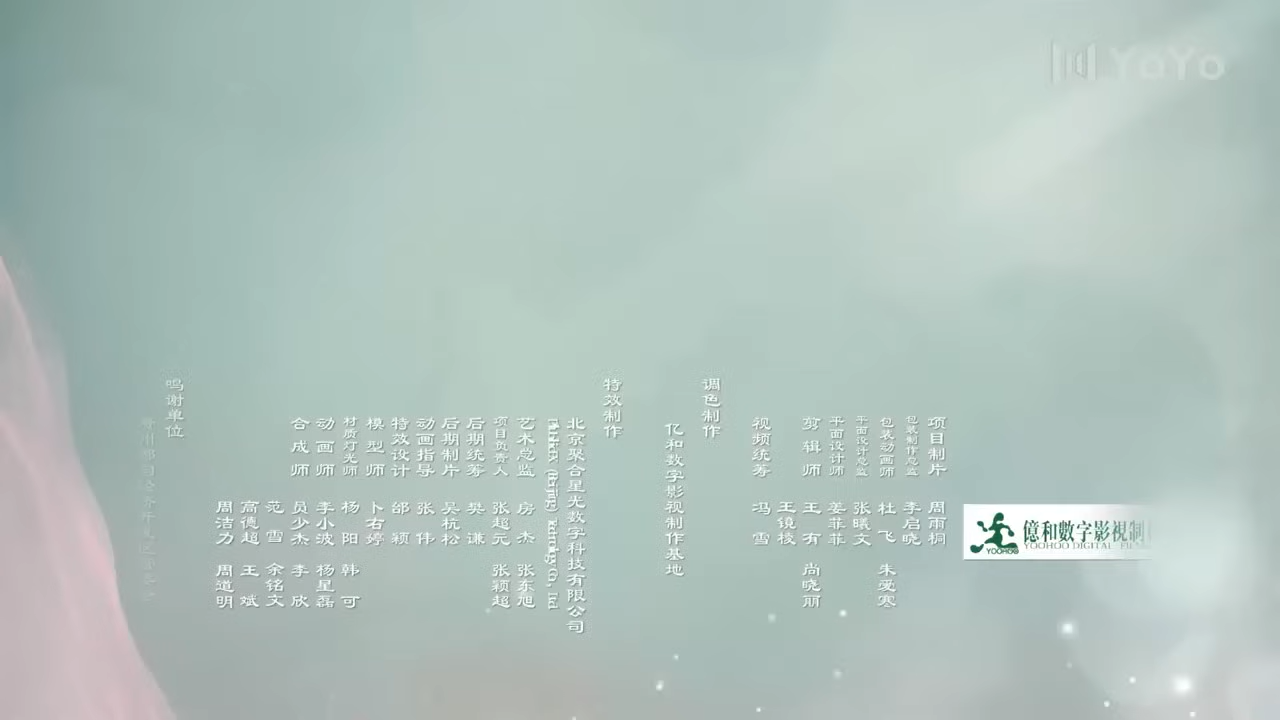 YoYo
億和數字影視制
YOOHOO DIGITAL
YOOHOO
项目制片 周雨桐
包装制作总监 李启晓
包装动画师 杜飞 朱爱寒
平面设计总监 张曦文
平面设计师 姜菲菲
剪辑师 王有 尚晓丽
王镜棱
视频统筹 冯雪
调色制作
亿和数字影视制作基地
特效制作
北京聚合星光数字科技有限公司
(Beijing) Technology Co., Ltd
艺术总监 房杰 张东旭
项目负责人 张超元 张颖超
后期统筹 樊谦
后期制片 吴杭松
动画指导 张伟
特效设计 邰颖
模型师 卜右婷
材质灯光师 杨阳 韩可
动画师 李小波 杨星磊
合成师 员少杰 李欣
范雪 余铭文
高德超 王斌
周洁力 周道明
鸣谢单位